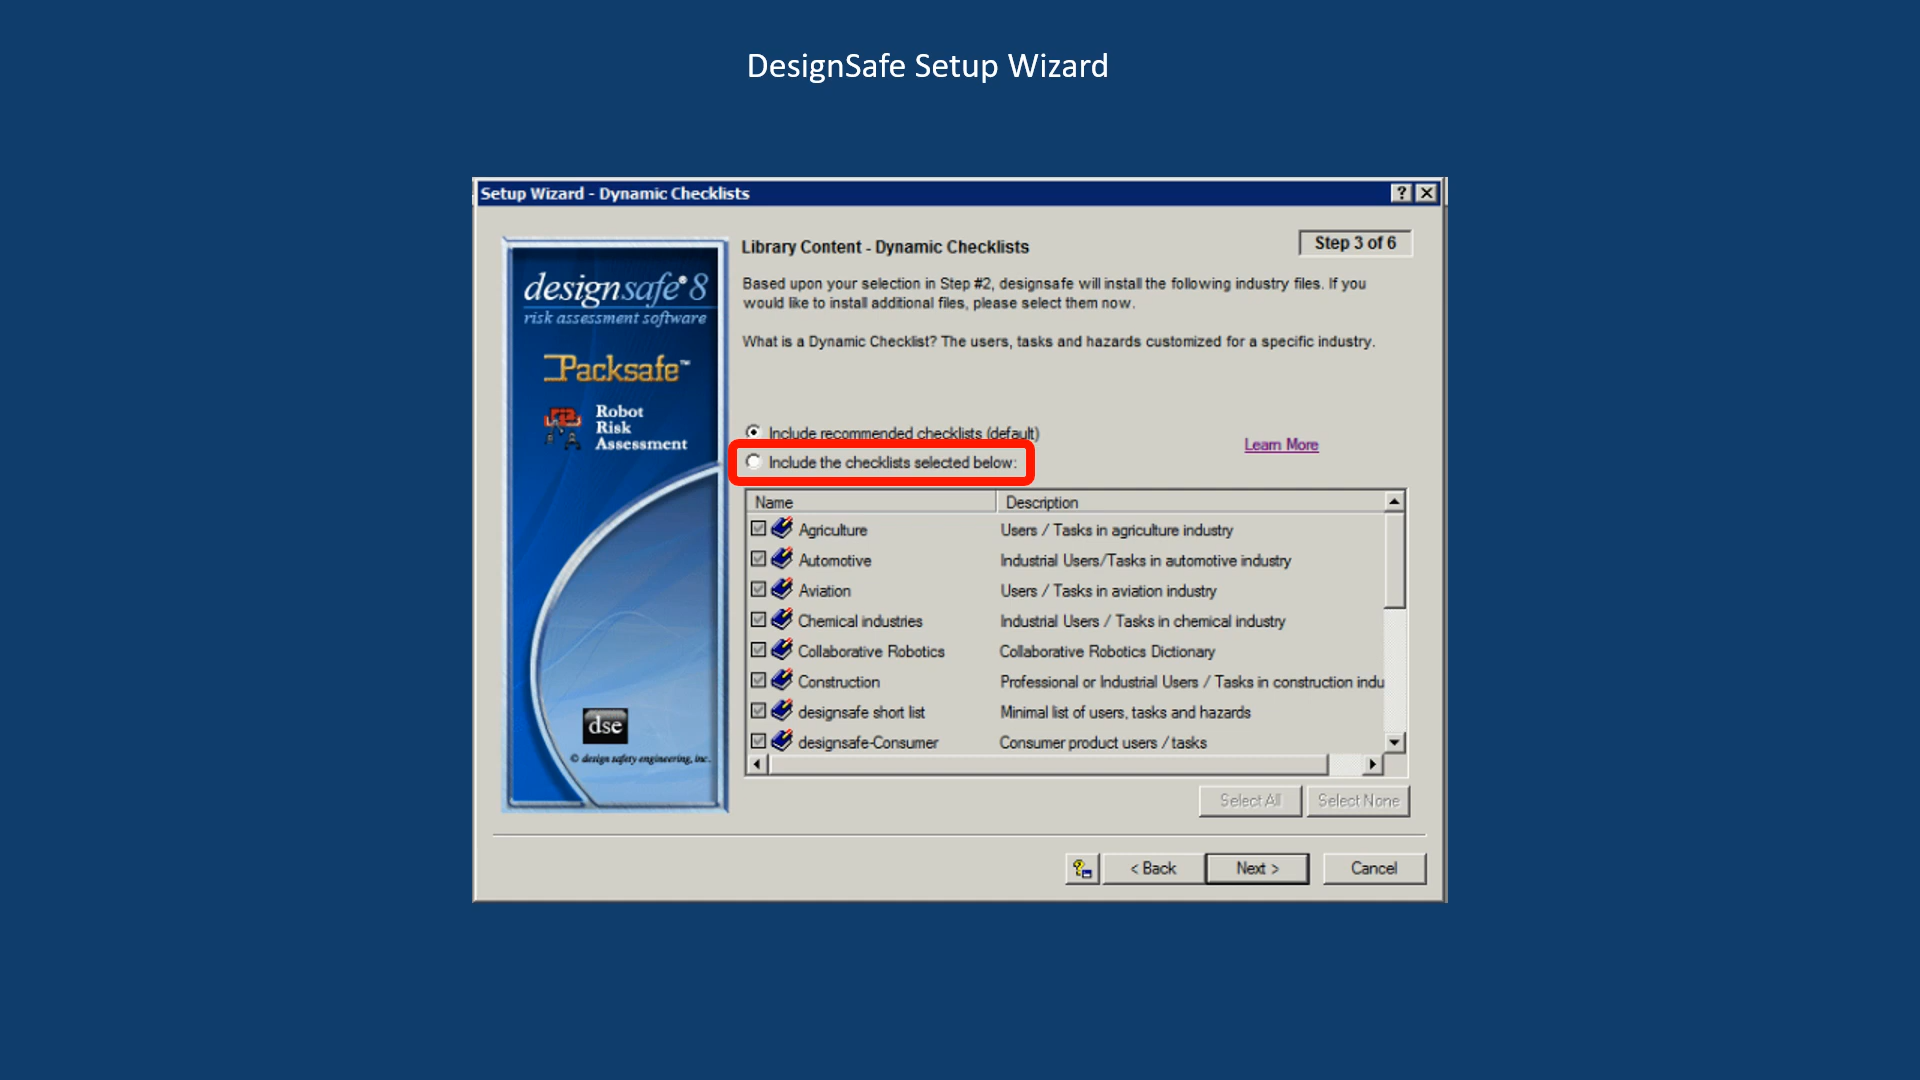 DesignSafe Setup Wizard
Setup Wizard - Dynamic Checklists
Library Content - Dynamic Checklists
Step 3 of 6
Based upon your selection in Step #2, designsafe will install the following industry files. If you
would like to install additional files, please select them now.
What is a Dynamic Checklist? The users, tasks and hazards customized for a specific industry.
designsafe® 8
risk assessment software
Packsafe™
Robot
Risk
Assessment
dse
© design safety engineering, inc.
Include recommended checklists (default)
Learn More
Include the checklists selected below:
Name Description
Agriculture Users / Tasks in agriculture industry
Automotive Industrial Users/Tasks in automotive industry
Aviation Users / Tasks in aviation industry
Chemical industries Industrial Users / Tasks in chemical industry
Collaborative Robotics Collaborative Robotics Dictionary
Construction Professional or Industrial Users / Tasks in construction indu
designsafe short list Minimal list of users, tasks and hazards
designsafe-Consumer Consumer product users / tasks
Select All Select None
< Back Next > Cancel